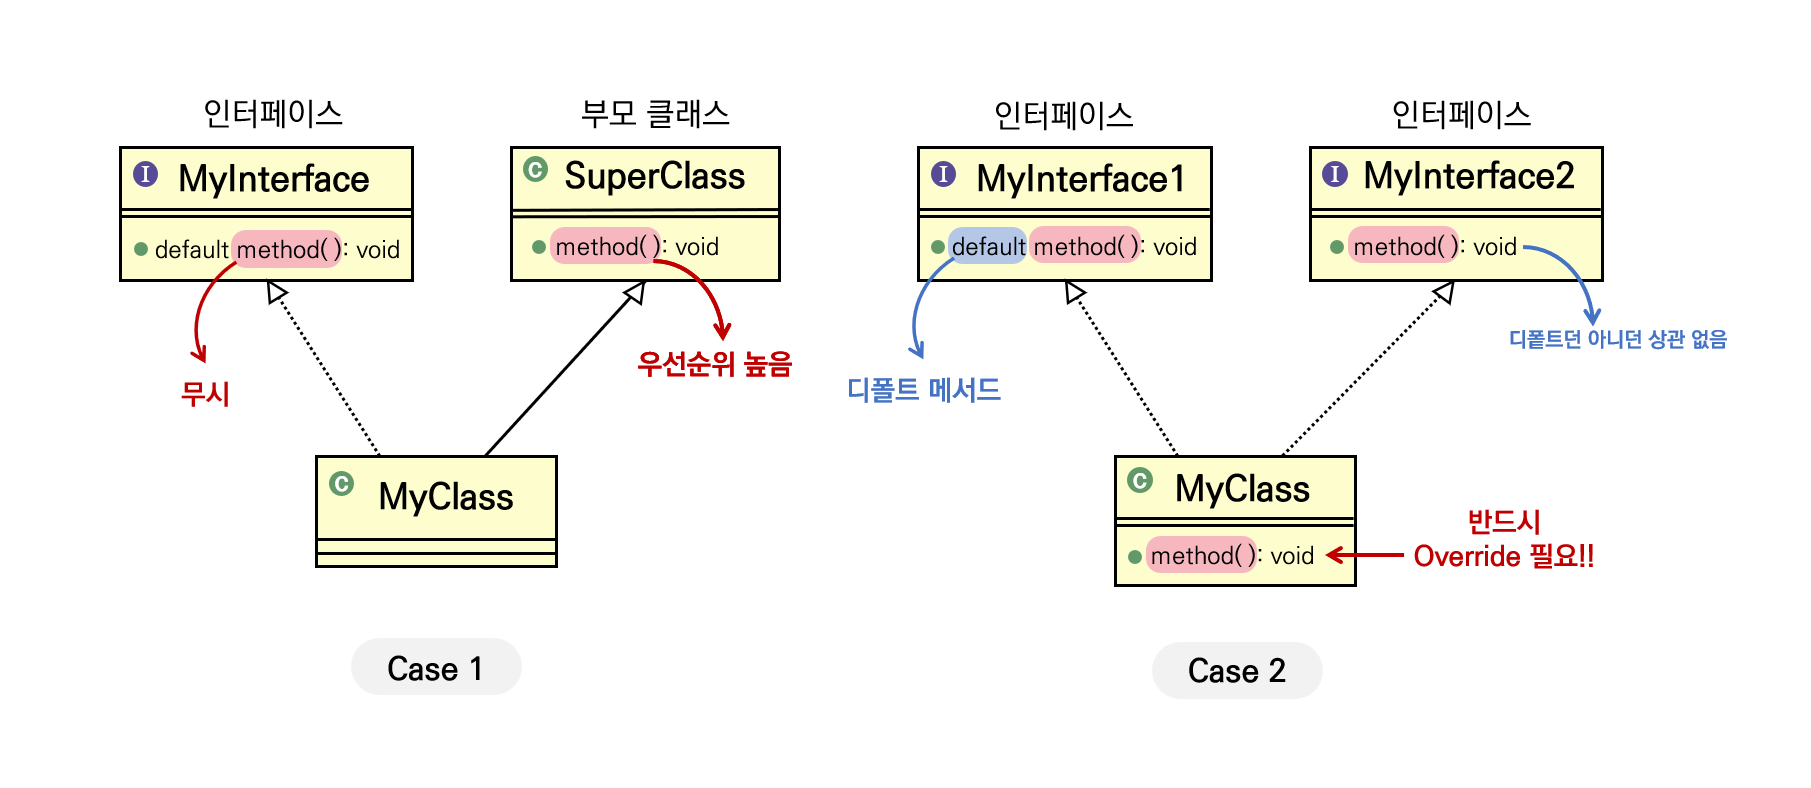 인터페이스
부모 클래스
I MyInterface
C SuperClass
default method( ): void
method( ): void
무시
우선순위 높음
C MyClass
Case 1
인터페이스
인터페이스
I MyInterface1
I MyInterface2
default method( ): void
method( ): void
디폴트 메서드
디폹트던 아니던 상관 없음
C MyClass
method( ): void
반드시
Override 필요!!
Case 2